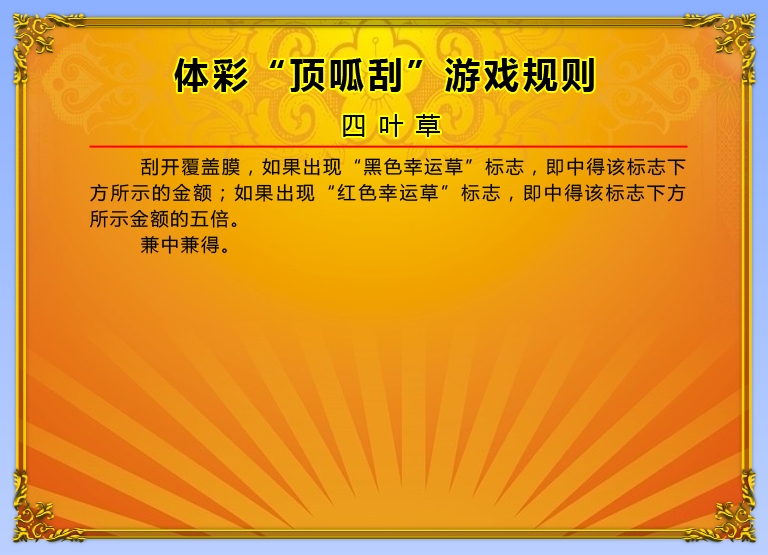 体彩“顶呱刮”游戏规则
四叶草
刮开覆盖膜，如果出现“黑色幸运草”标志，即中得该标志下
方所示的金额；如果出现“红色幸运草”标志，即中得该标志下方
所示金额的五倍。
兼中兼得。